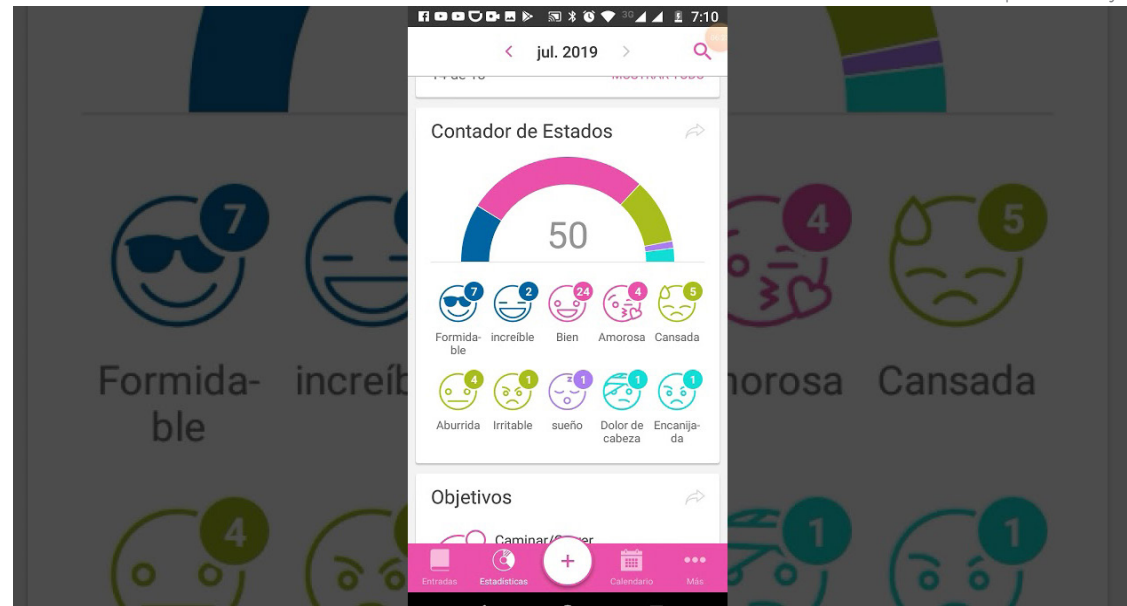 3G
7:10
jul. 2019
Contador de Estados
50
7
2
24
4
5
Formida-
ble
increíble
Bien
Amorosa
Cansada
4
1
1
1
1
Aburrida
Irritable
sueño
Dolor de
cabeza
Encanija-
da
Objetivos
Entradas
Estadísticas
+
Calendario
Más
7
4
5
Formida-
ble
increíb
morosa
Cansada
4
1
1